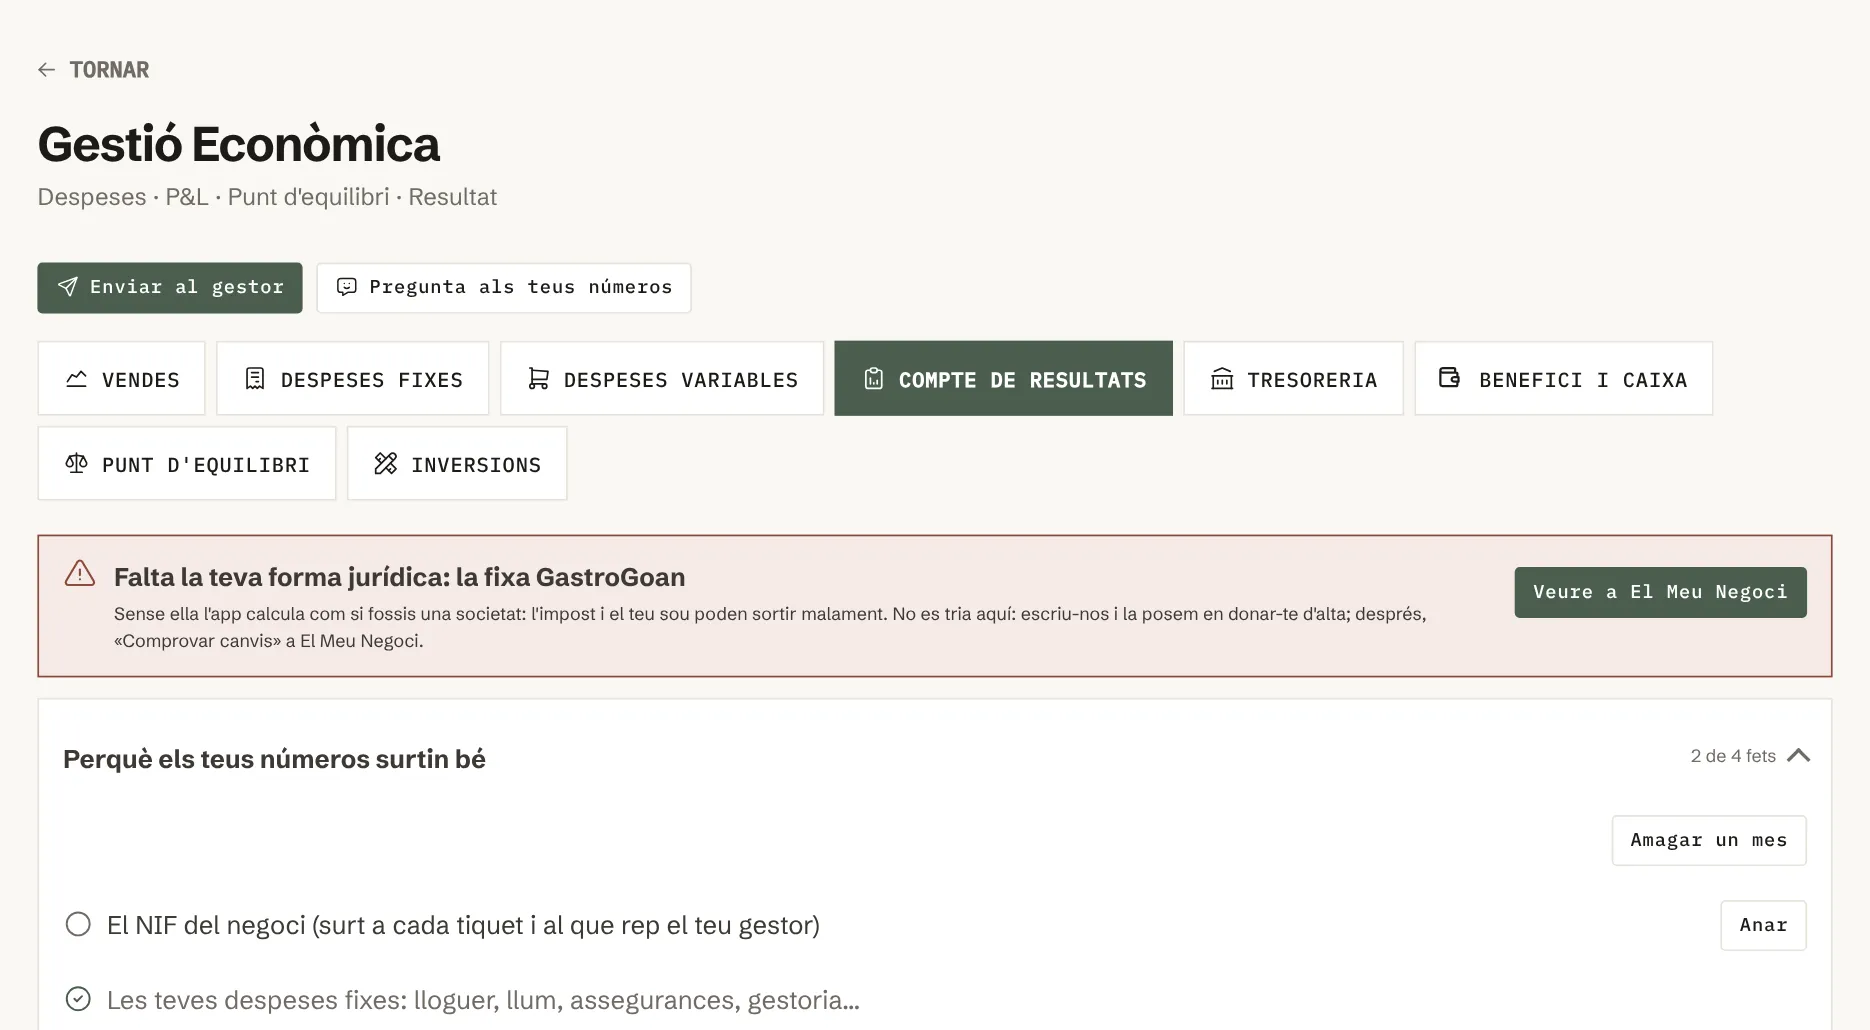 ← TORNAR
Gestió Econòmica
Despeses · P&L · Punt d'equilibri · Resultat
Enviar al gestor
Pregunta als teus números
VENDES
DESPESES FIXES
DESPESES VARIABLES
COMPTE DE RESULTATS
TRESORERIA
BENEFICI I CAIXA
PUNT D'EQUILIBRI
INVERSIONS
Falta la teva forma jurídica: la fixa GastroGoan
Sense ella l'app calcula com si fossis una societat: l'impost i el teu sou poden sortir malament. No es tria aquí: escriu-nos i la posem en donar-te d'alta; després,
«Comprovar canvis» a El Meu Negoci.
Veure a El Meu Negoci
Perquè els teus números surtin bé
2 de 4 fets
Amagar un mes
El NIF del negoci (surt a cada tiquet i al que rep el teu gestor)
Anar
Les teves despeses fixes: lloguer, llum, assegurances, gestoria…